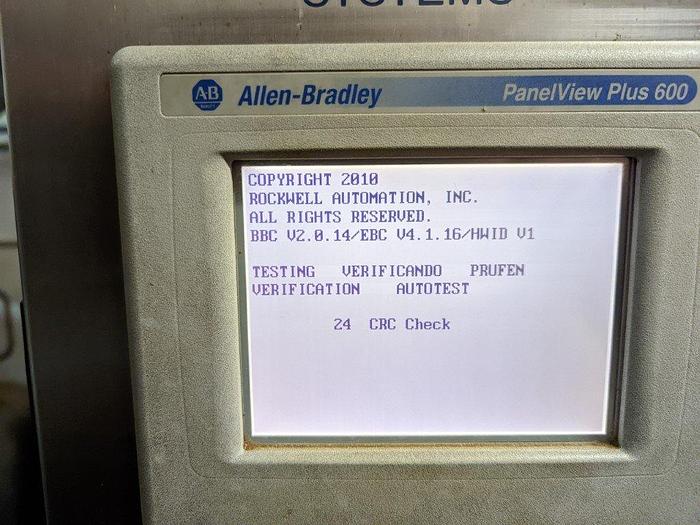 SYSTEMS
AB
Allen-Bradley
PanelView Plus 600
COPYRIGHT 2010
ROCKWELL AUTOMATION, INC.
ALL RIGHTS RESERVED.
BBC V2.0.14/EBC V4.1.16/HWID V1
TESTING VERIFICANDO PRUFEN
VERIFICATION AUTOTEST
24 CRC Check